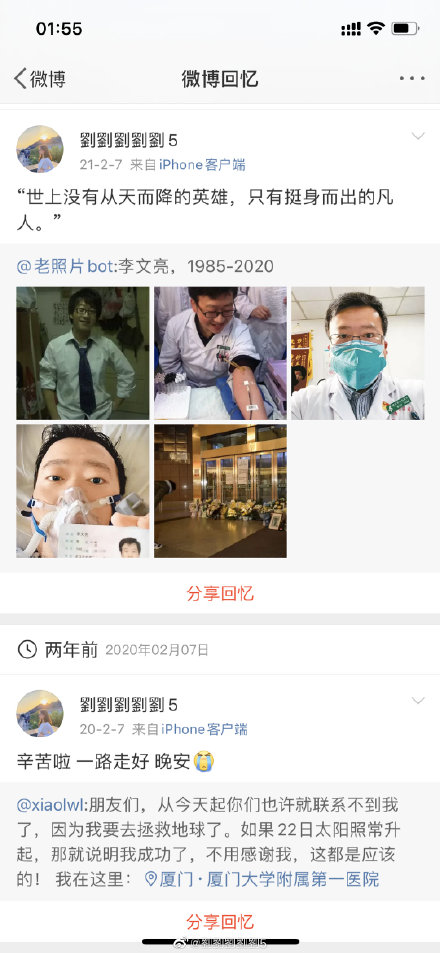 01:55
微博
微博回忆
劉劉劉劉劉5
21-2-7 来自iPhone客户端
“世上没有从天而降的英雄，只有挺身而出的凡
人。”
@老照片bot:李文亮，1985-2020
分享回忆
两年前 2020年02月07日
劉劉劉劉劉5
20-2-7 来自iPhone客户端
辛苦啦 一路走好 晚安😭
@xiaolwl:朋友们，从今天起你们也许就联系不到我
了，因为我要去拯救地球了。如果22日太阳照常升
起，那就说明我成功了，不用感谢我，这都是应该
的！ 我在这里：厦门·厦门大学附属第一医院
分享回忆
@劉劉劉劉劉5